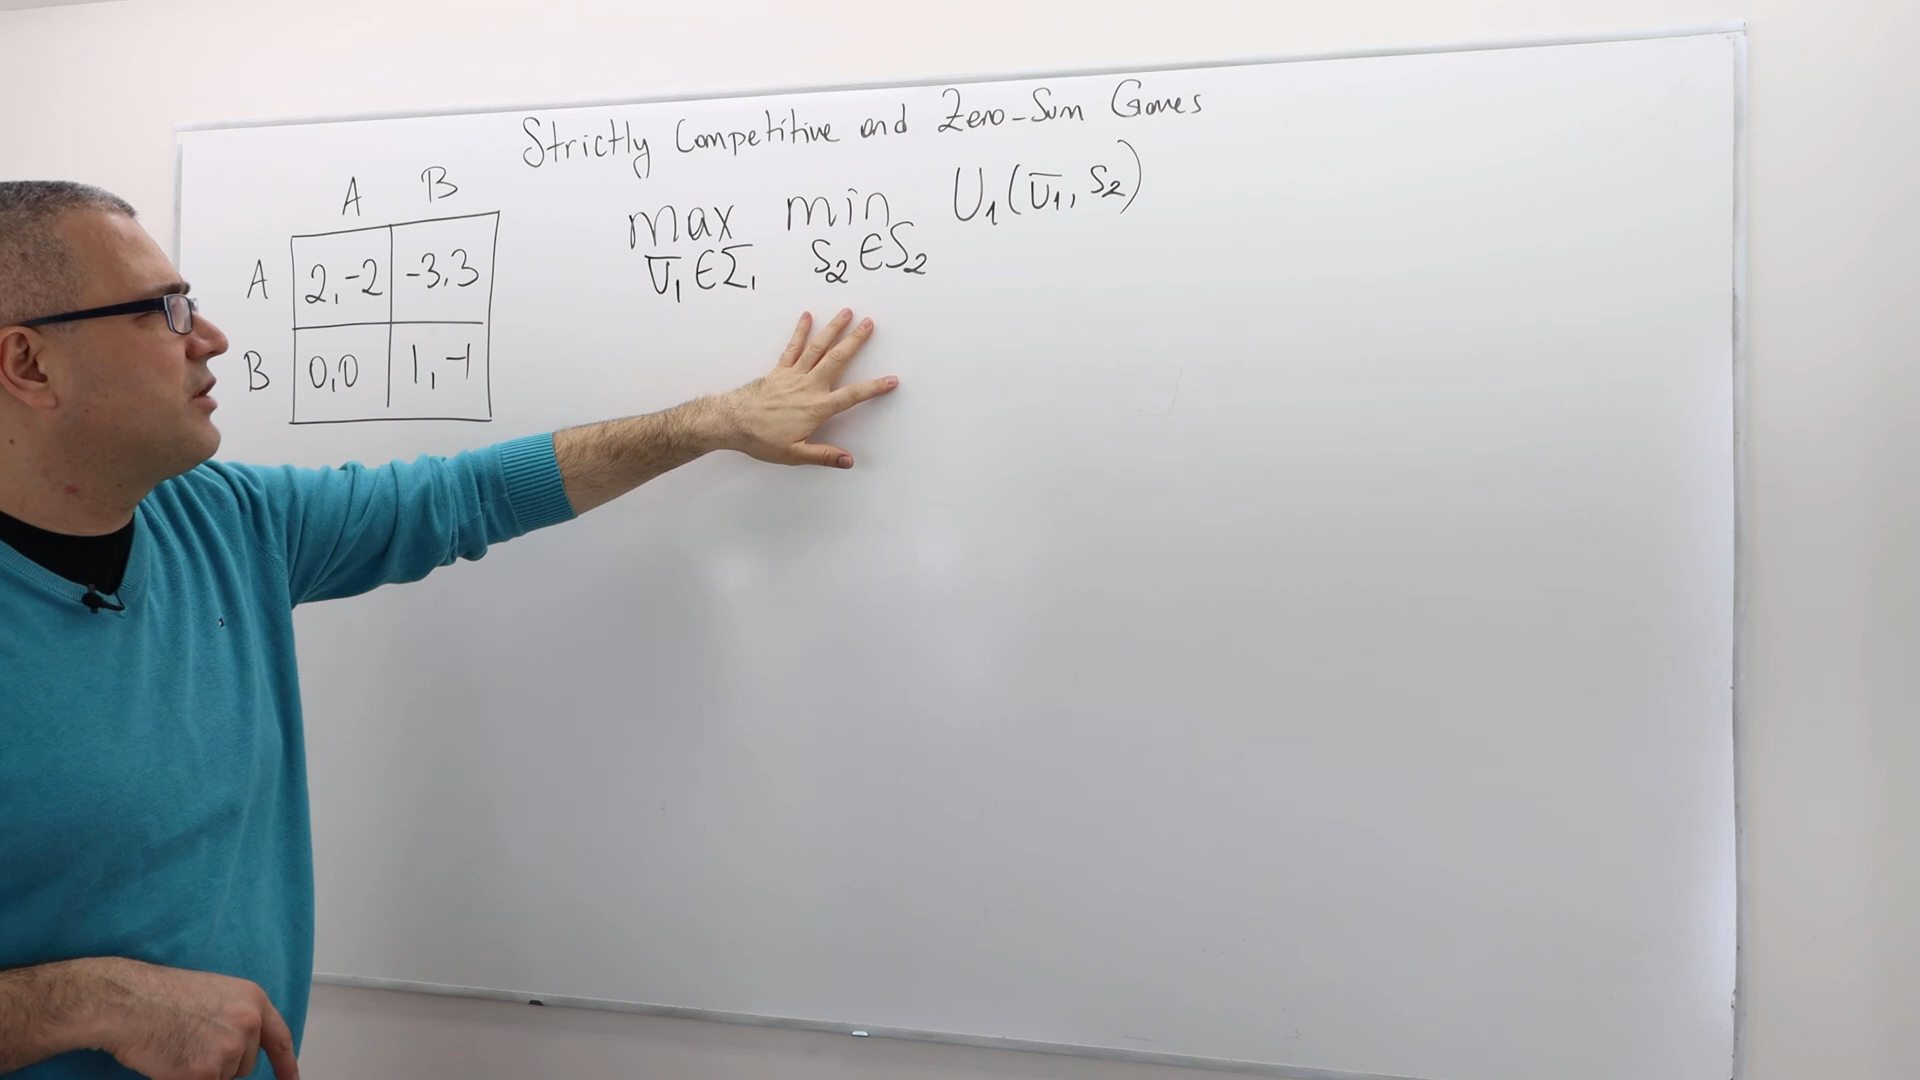 Strictly Competitive and Zero-Sum Games
A B
A 2,-2 -3,3
B 0,0 1,-1
max min U₁(σ₁, s₂)
σ₁∈Σ₁ s₂∈S₂